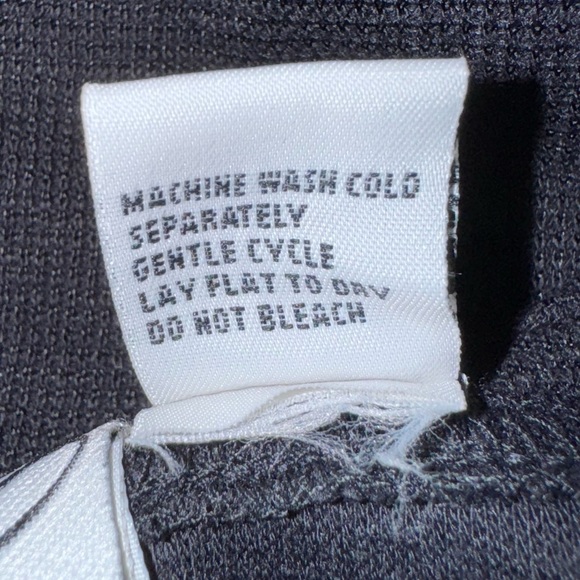 MACHINE WASH COLD
SEPARATELY
GENTLE CYCLE
LAY FLAT TO DRY
DO NOT BLEACH